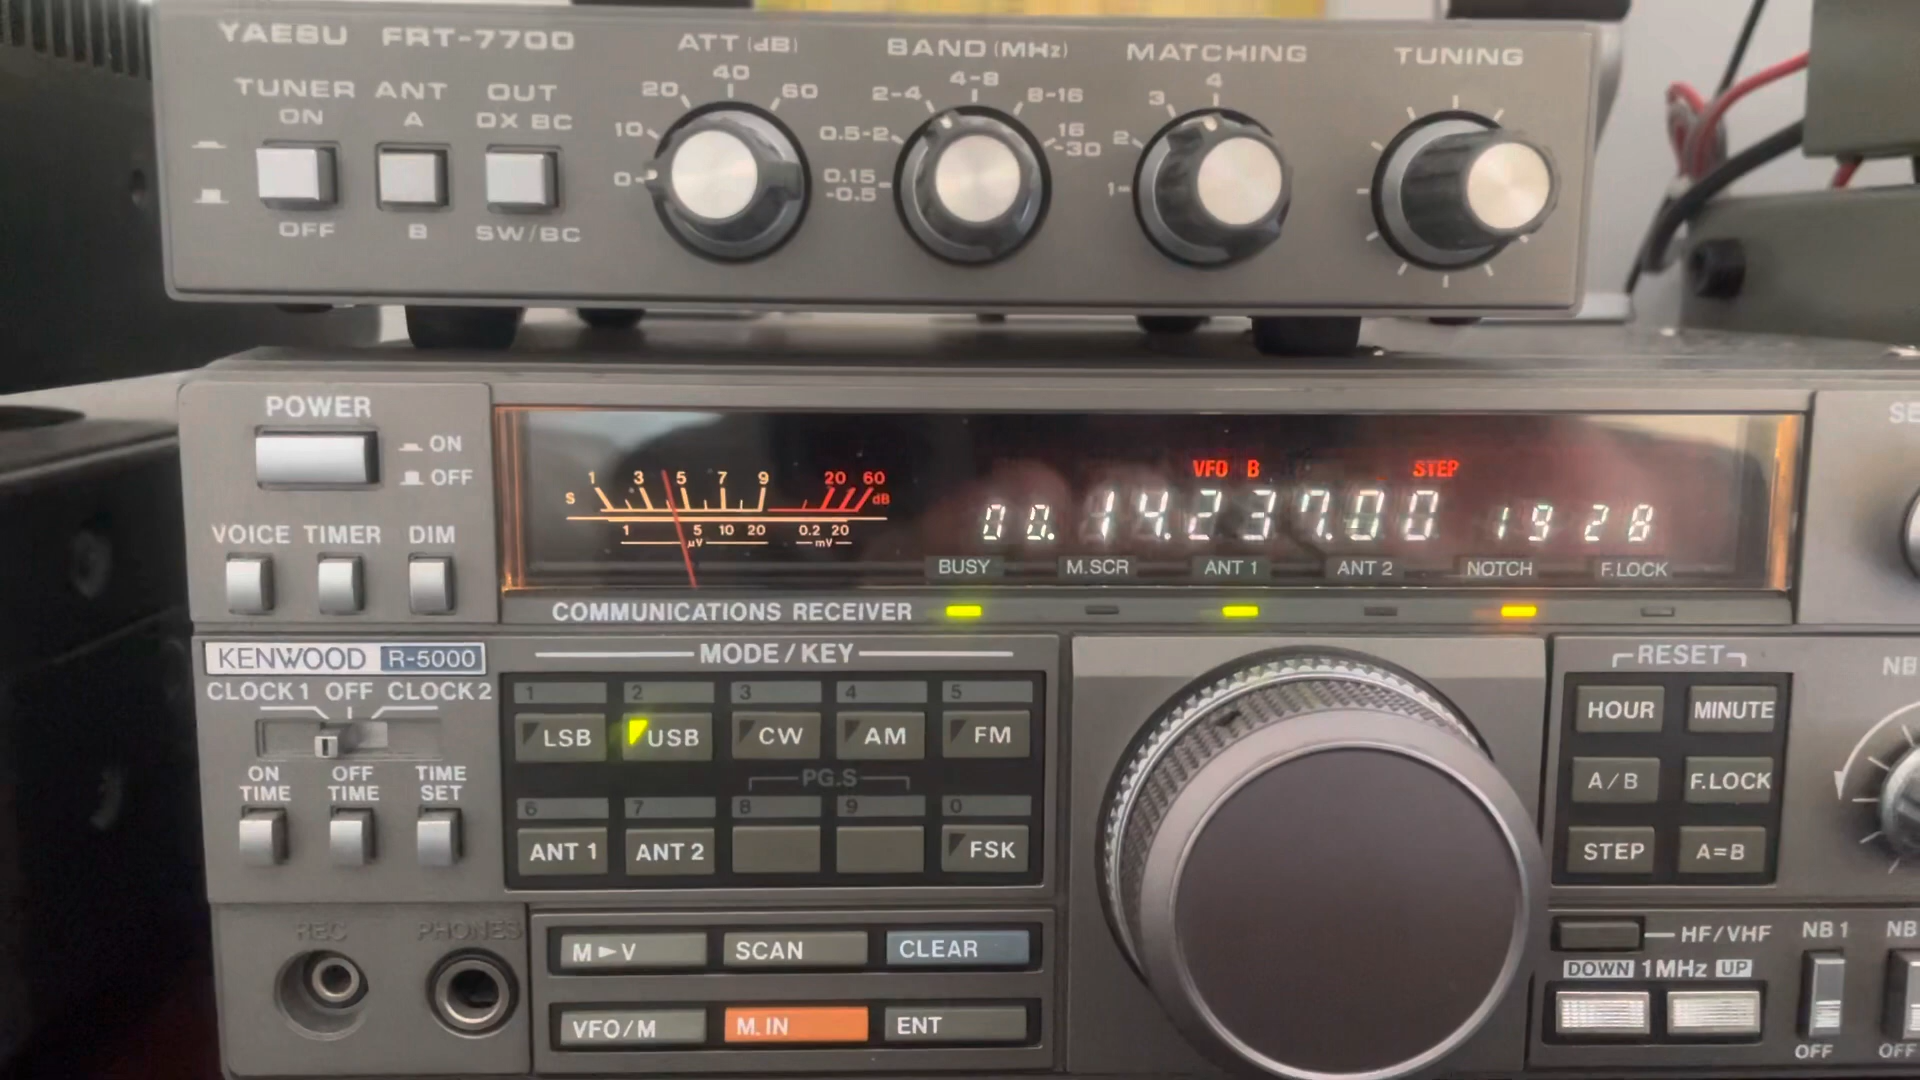 YAESU FRT-7700
ATT (dB) BAND (MHz) MATCHING TUNING
TUNER ANT OUT
ON A DX BC
OFF B SW/BC
0 10 20 40 60
0.15-0.5 0.5-2 2-4 4-8 8-16 16-30
1 2 3 4
POWER
ON
OFF
VOICE TIMER DIM
S 1 3 5 7 9 20 60 dB
1 5 10 20 0.2 20
µV mV
VFO B STEP
00. 14.237.00 19 28
BUSY M.SCR ANT 1 ANT 2 NOTCH F.LOCK
COMMUNICATIONS RECEIVER
KENWOOD R-5000
CLOCK 1 OFF CLOCK 2
ON TIME
OFF TIME
TIME SET
MODE/KEY
1 2 3 4 5
LSB USB CW AM FM
PG.S
6 7 8 9 0
ANT 1 ANT 2 FSK
REC PHONES
M►V SCAN CLEAR
VFO/M M.IN ENT
RESET
HOUR MINUTE
A/B F.LOCK
STEP A=B
HF/VHF
DOWN 1MHz UP
NB 1
OFF
NB
OFF
SE
NB